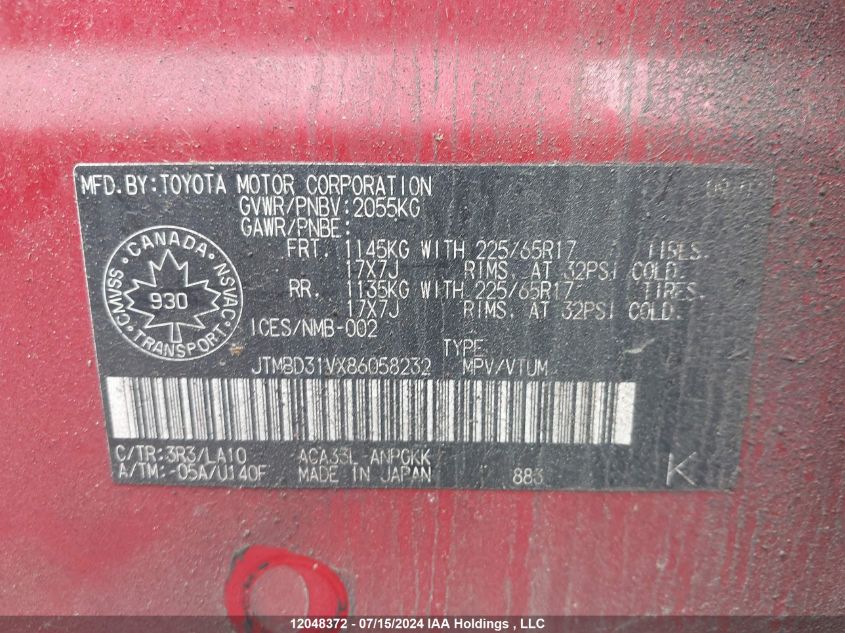 MFD.BY:TOYOTA MOTOR CORPORATION
GVWR/PNBV:2055KG
GAWR/PNBE:
FRT. 1145KG WITH 225/65R17 TIRES.
17X7J RIMS, AT 32PSI COLD.
RR. 1135KG WITH 225/65R17 TIRES.
17X7J RIMS, AT 32PSI COLD.
CANADA
CMVSS 930 NSVAC
TRANSPORT
ICES/NMB-002
TYPE
JTMBD31VX86058232 MPV/VTUM
C/TR:3R3/LA10 ACA33L-ANPGKK
A/TM:-05A/U140F MADE IN JAPAN 883 K
12048372 - 07/15/2024 IAA Holdings , LLC